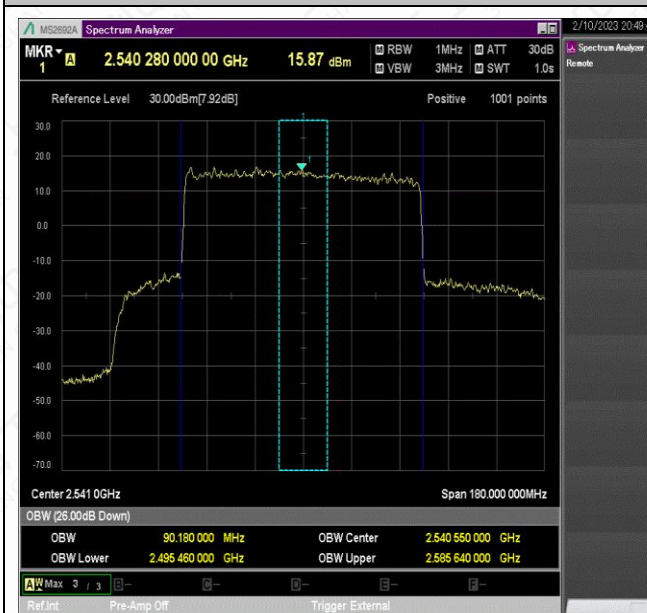 MS2692A Spectrum Analyzer
2/10/2023 20:49:
MKR 1 A 2.540 280 000 00 GHz 15.87 dBm
M RBW 1MHz M ATT 30dB
M VBW 3MHz M SWT 1.0s
Spectrum Analyzer
Remote
Reference Level 30.00dBm[7.92dB] Positive 1001 points
1
1
30.0
20.0
10.0
0.0
-10.0
-20.0
-30.0
-40.0
-50.0
-60.0
-70.0
Center 2.541 0GHz Span 180.000 000MHz
OBW (26.00dB Down)
OBW 90.180 000 MHz OBW Center 2.540 550 000 GHz
OBW Lower 2.495 460 000 GHz OBW Upper 2.585 640 000 GHz
A W Max 3 / 3 B- C- D- E- F-
Ref.Int Pre-Amp Off Trigger External